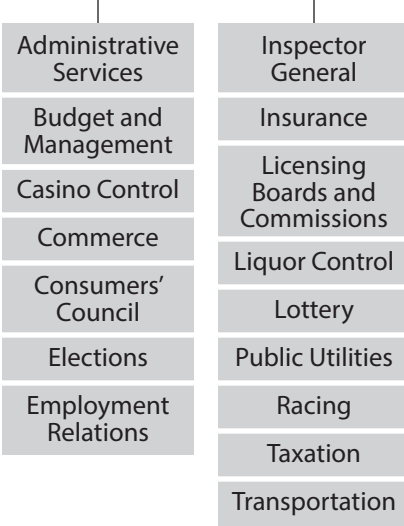 Administrative
Services
Budget and
Management
Casino Control
Commerce
Consumers’
Council
Elections
Employment
Relations
Inspector
General
Insurance
Licensing
Boards and
Commissions
Liquor Control
Lottery
Public Utilities
Racing
Taxation
Transportation